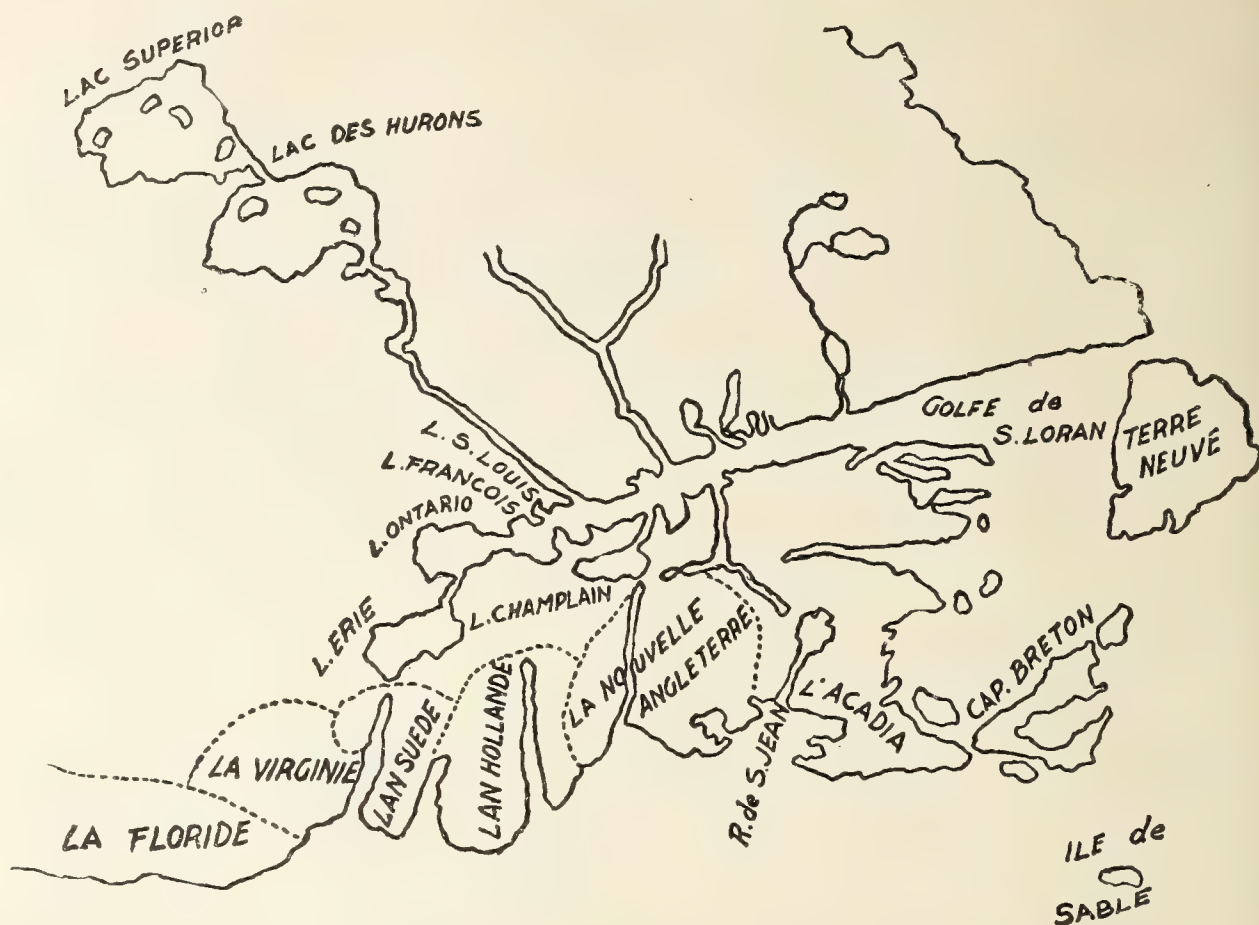 LAC SUPERIOR
LAC DES HURONS
L. S. LOUIS
L. FRANCOIS
L. ONTARIO
L. ERIE
L. CHAMPLAIN
GOLFE de
S. LORAN
TERRE
NEUVÉ
LA NOUVELLE
ANGLETERRE
CAP. BRETON
L'ACADIA
R. de S. JEAN
LAN HOLLANDE
LAN SUEDE
LA VIRGINIE
LA FLORIDE
ILE de
SABLE